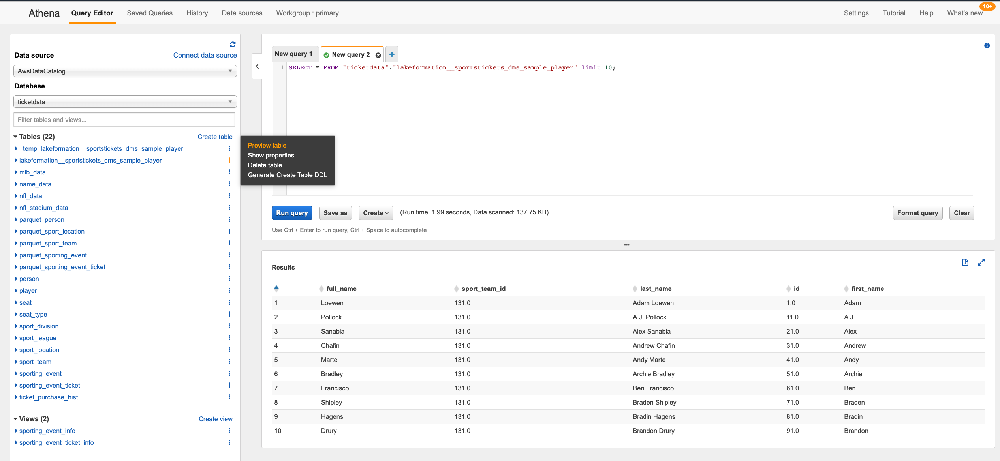 Athena Query Editor Saved Queries History Data sources Workgroup : primary Settings Tutorial Help What's new 10+
Data source Connect data source
AwsDataCatalog
Database
ticketdata
Filter tables and views...
Tables (22) Create table
_temp_lakeformation__sportstickets_dms_sample_player
lakeformation__sportstickets_dms_sample_player
mlb_data
name_data
nfl_data
nfl_stadium_data
parquet_person
parquet_sport_location
parquet_sport_team
parquet_sporting_event
parquet_sporting_event_ticket
person
player
seat
seat_type
sport_division
sport_league
sport_location
sport_team
sporting_event
sporting_event_ticket
ticket_purchase_hist
Views (2) Create view
sporting_event_info
sporting_event_ticket_info
Preview table
Show properties
Delete table
Generate Create Table DDL
New query 1 New query 2
1 SELECT * FROM "ticketdata"."lakeformation__sportstickets_dms_sample_player" limit 10;
Run query Save as Create (Run time: 1.99 seconds, Data scanned: 137.75 KB) Format query Clear
Use Ctrl + Enter to run query, Ctrl + Space to autocomplete
Results
full_name sport_team_id last_name id first_name
1 Loewen 131.0 Adam Loewen 1.0 Adam
2 Pollock 131.0 A.J. Pollock 11.0 A.J.
3 Sanabia 131.0 Alex Sanabia 21.0 Alex
4 Chafin 131.0 Andrew Chafin 31.0 Andrew
5 Marte 131.0 Andy Marte 41.0 Andy
6 Bradley 131.0 Archie Bradley 51.0 Archie
7 Francisco 131.0 Ben Francisco 61.0 Ben
8 Shipley 131.0 Braden Shipley 71.0 Braden
9 Hagens 131.0 Bradin Hagens 81.0 Bradin
10 Drury 131.0 Brandon Drury 91.0 Brandon